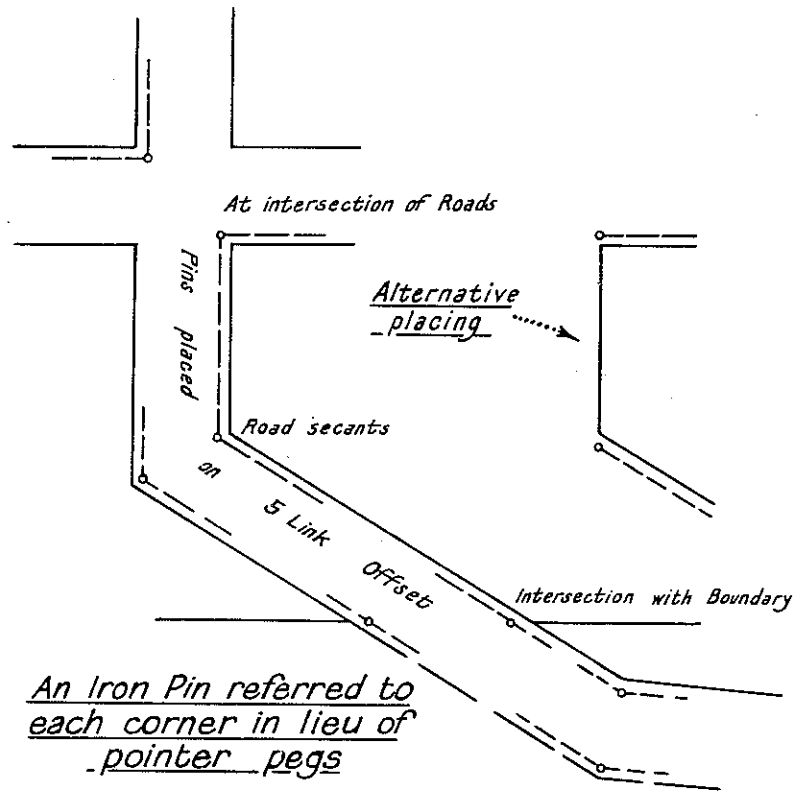 At intersection of Roads
Pins placed
on 5 Link Offset
Alternative
placing
Road secants
Intersection with Boundary
An Iron Pin referred to
each corner in lieu of
pointer pegs